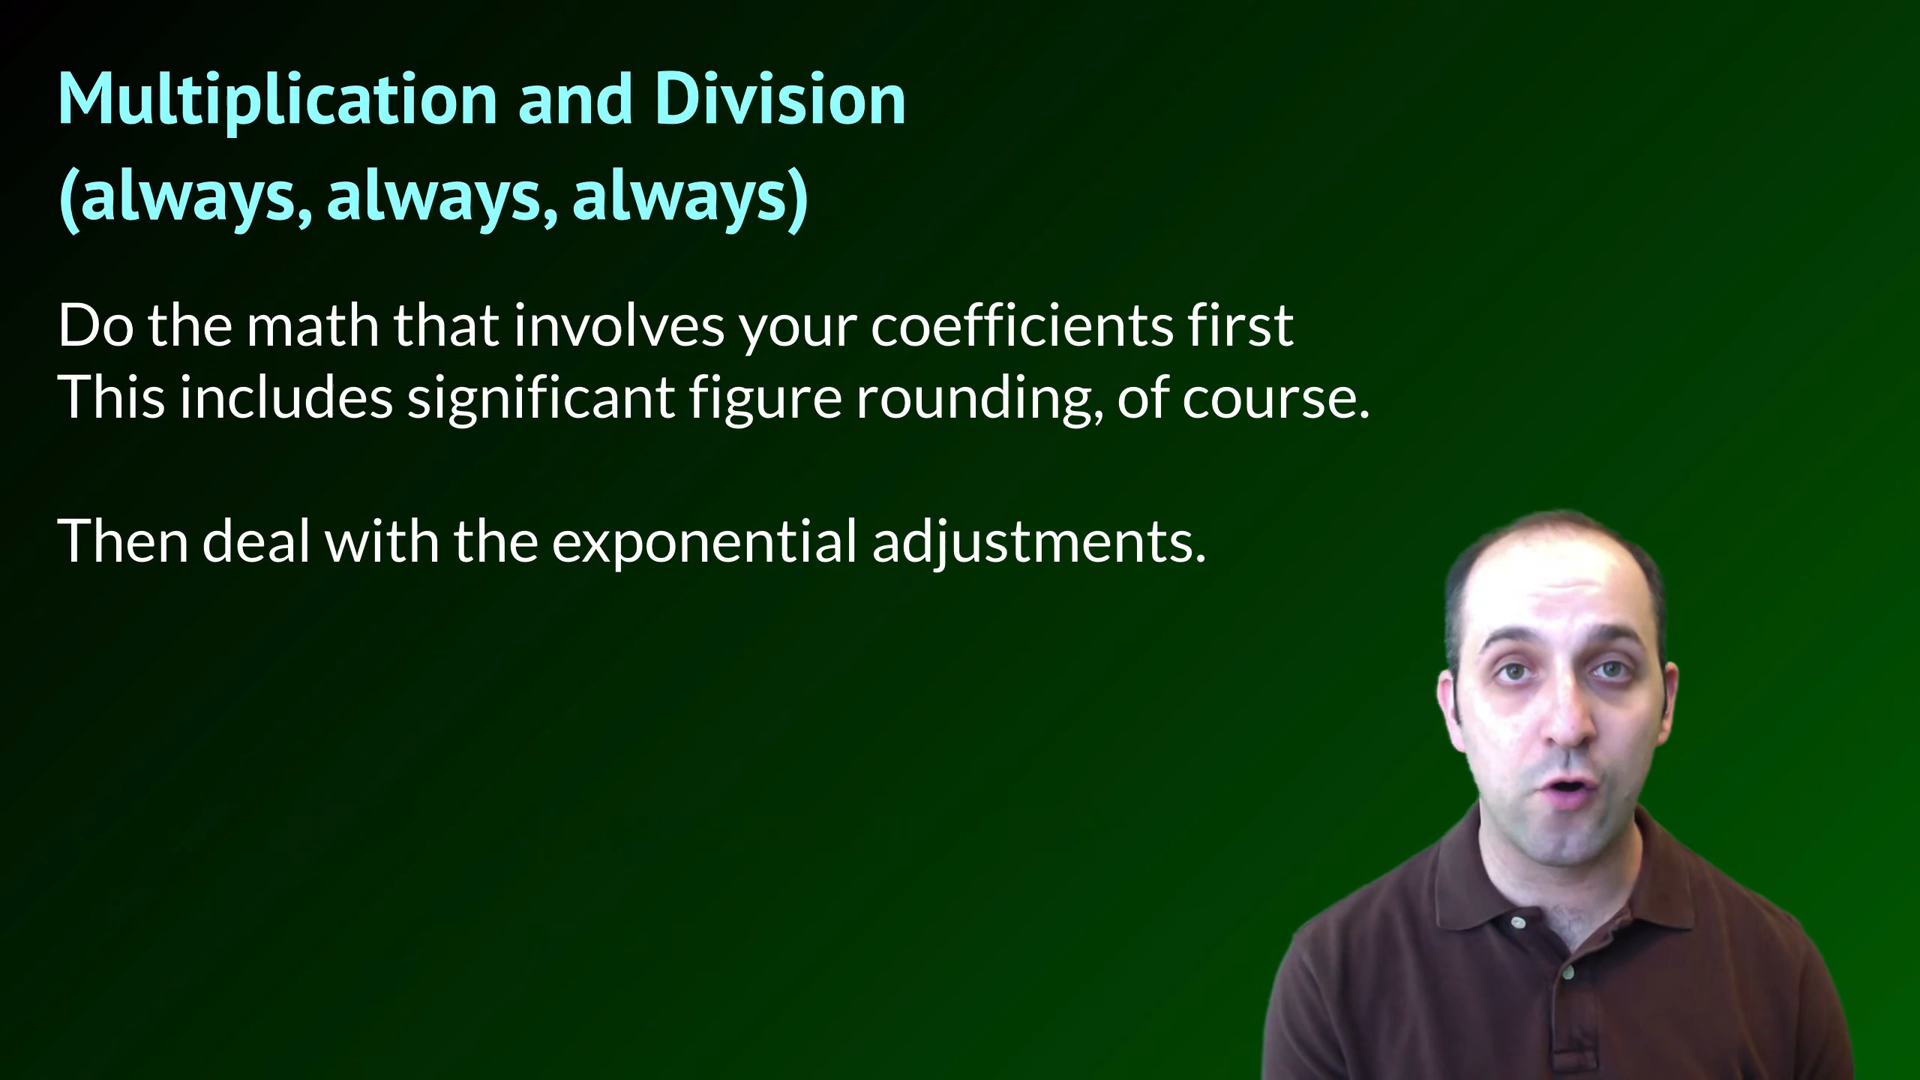 Multiplication and Division
(always, always, always)
Do the math that involves your coefficients first
This includes significant figure rounding, of course.
Then deal with the exponential adjustments.